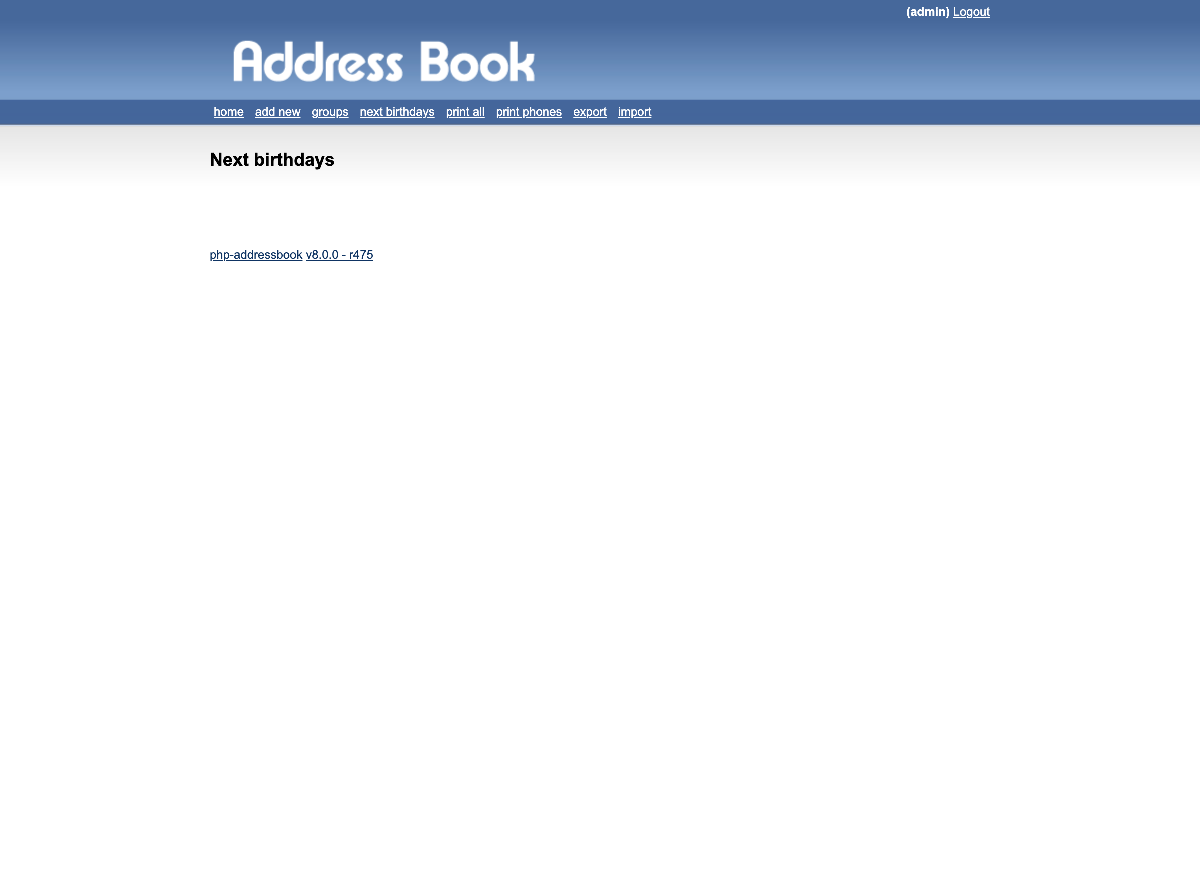 (admin) Logout
Address Book
home add new groups next birthdays print all print phones export import
Next birthdays
php-addressbook v8.0.0 - r475